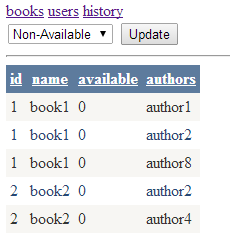 books users history
Non-Available Update
id name available authors
1 book1 0 author1
1 book1 0 author2
1 book1 0 author8
2 book2 0 author2
2 book2 0 author4